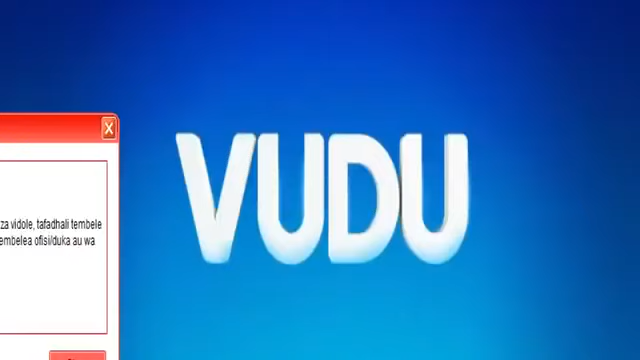 VUDU
za vidole, tafadhali tembele
embelea ofisi/duka au wa